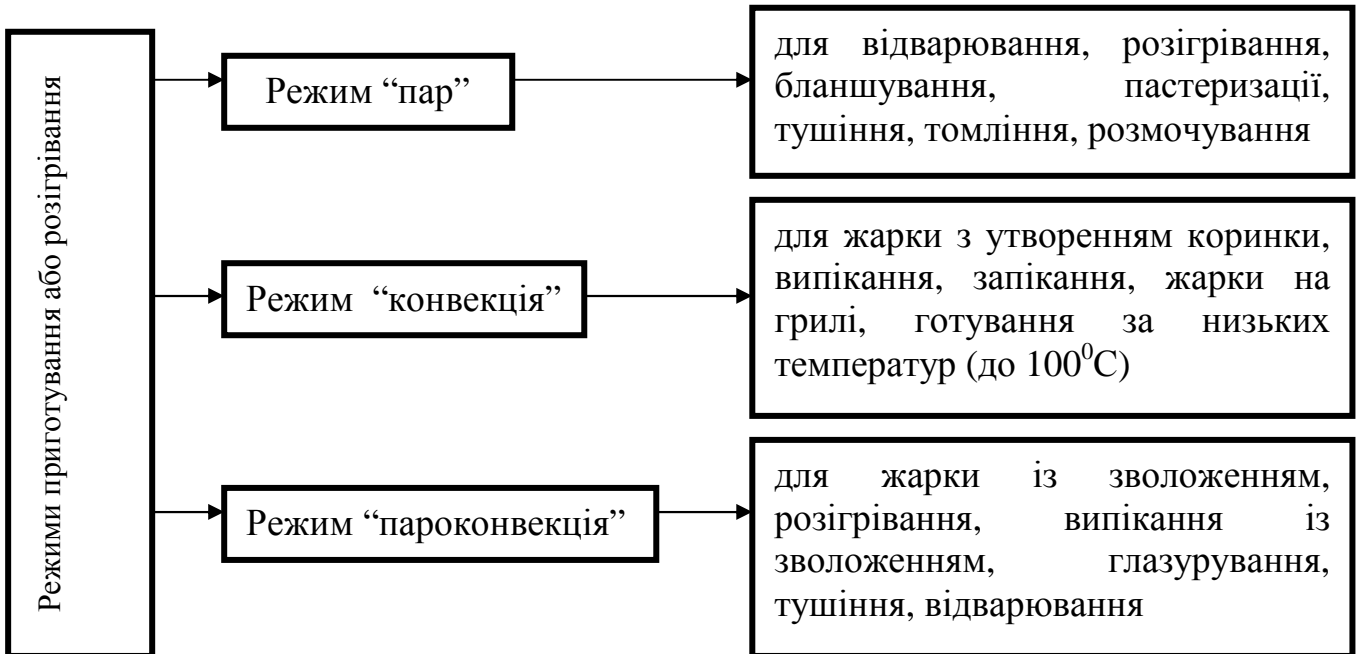 Режими приготування або розігрівання
Режим “пар”
для відварювання, розігрівання,
бланшування, пастеризації,
тушіння, томління, розмочування
Режим “конвекція”
для жарки з утворенням коринки,
випікання, запікання, жарки на
грилі, готування за низьких
температур (до 100⁰С)
Режим “пароконвекція”
для жарки із зволоженням,
розігрівання, випікання із
зволоженням, глазурування,
тушіння, відварювання